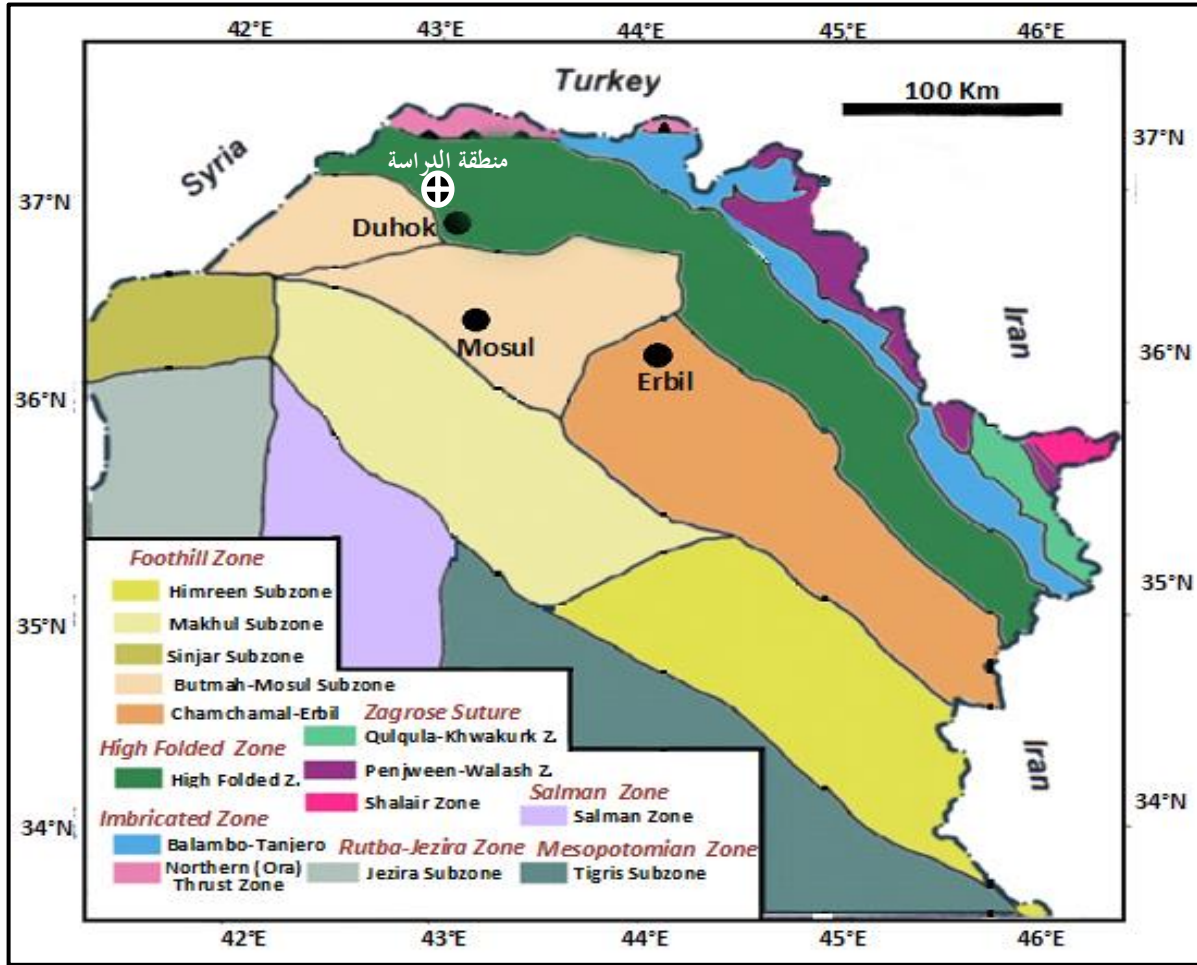 42°E 43°E 44°E 45°E 46°E
Turkey
100 Km
37°N
Syria
منطقة الدراسة
37°N
Duhok
Iran
Mosul
36°N
Erbil
36°N
Foothill Zone
Himreen Subzone
35°N
Makhul Subzone
35°N
Sinjar Subzone
Butmah-Mosul Subzone
Chamchamal-Erbil
Zagrose Suture
Qulqula-Khwakurk Z.
High Folded Zone
High Folded Z.
Penjween-Walash Z.
Iran
Shalair Zone
Salman Zone
Salman Zone
34°N
Imbricated Zone
34°N
Balambo-Tanjero
Rutba-Jezira Zone
Mesopotomian Zone
Northern (Ora)
Thrust Zone
Jezira Subzone
Tigris Subzone
42°E 43°E 44°E 45°E 46°E